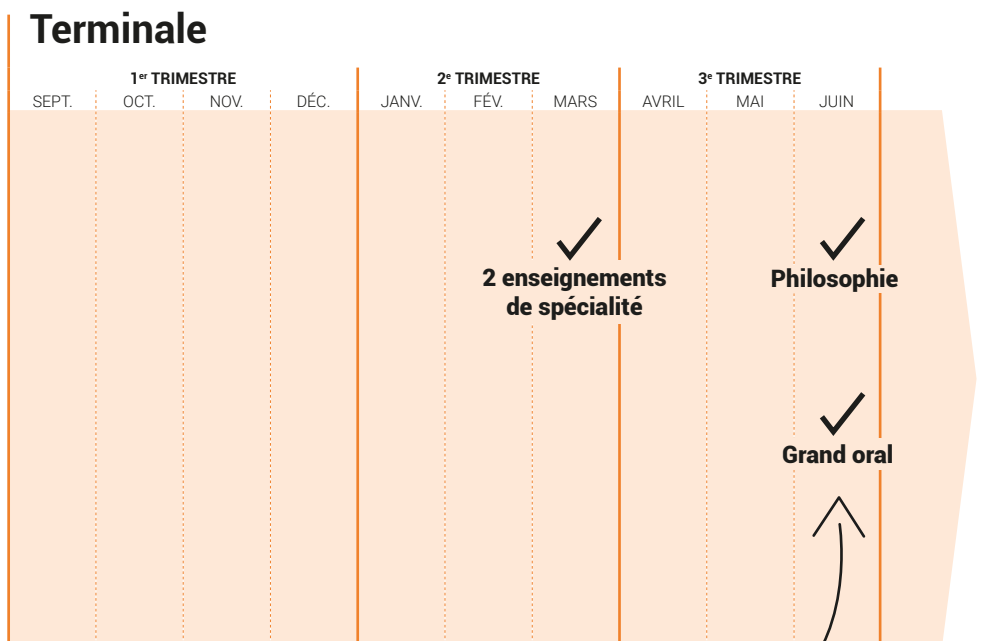 Terminale
1er TRIMESTRE 2e TRIMESTRE 3e TRIMESTRE
SEPT. OCT. NOV. DÉC. JANV. FÉV. MARS AVRIL MAI JUIN
2 enseignements
de spécialité
Philosophie
Grand oral